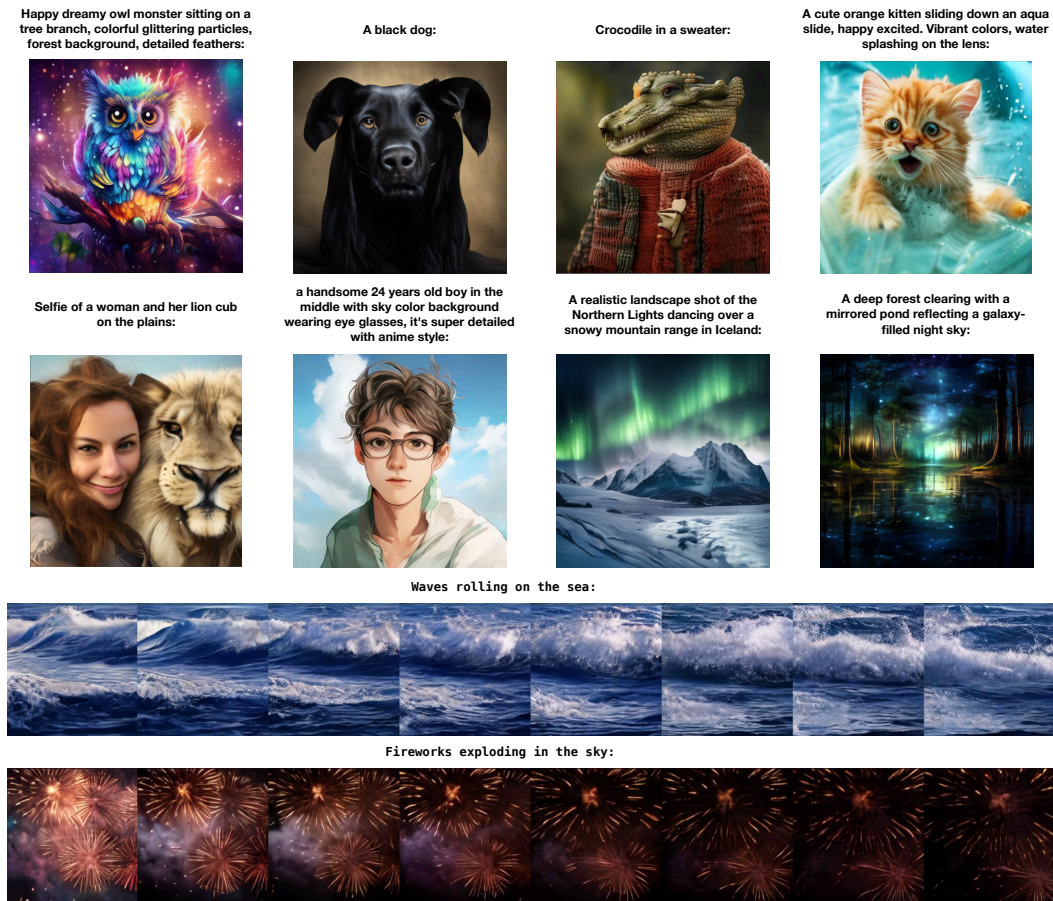 Happy dreamy owl monster sitting on a
tree branch, colorful glittering particles,
forest background, detailed feathers:
A black dog:
Crocodile in a sweater:
A cute orange kitten sliding down an aqua
slide, happy excited. Vibrant colors, water
splashing on the lens:
Selfie of a woman and her lion cub
on the plains:
a handsome 24 years old boy in the
middle with sky color background
wearing eye glasses, it's super detailed
with anime style:
A realistic landscape shot of the
Northern Lights dancing over a
snowy mountain range in Iceland:
A deep forest clearing with a
mirrored pond reflecting a galaxy-
filled night sky:
Waves rolling on the sea:
Fireworks exploding in the sky: